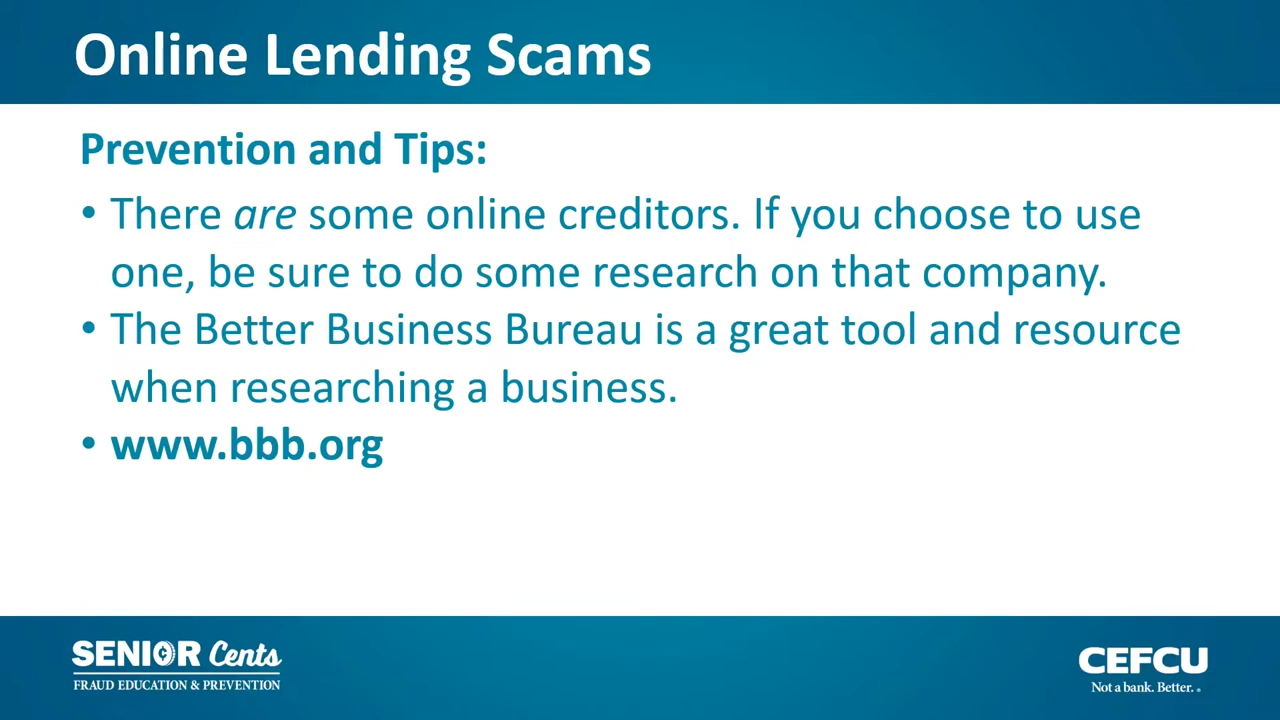 Online Lending Scams
Prevention and Tips:
• There are some online creditors. If you choose to use
one, be sure to do some research on that company.
• The Better Business Bureau is a great tool and resource
when researching a business.
• www.bbb.org
SENIOR Cents
FRAUD EDUCATION & PREVENTION
CEFCU
Not a bank. Better.®